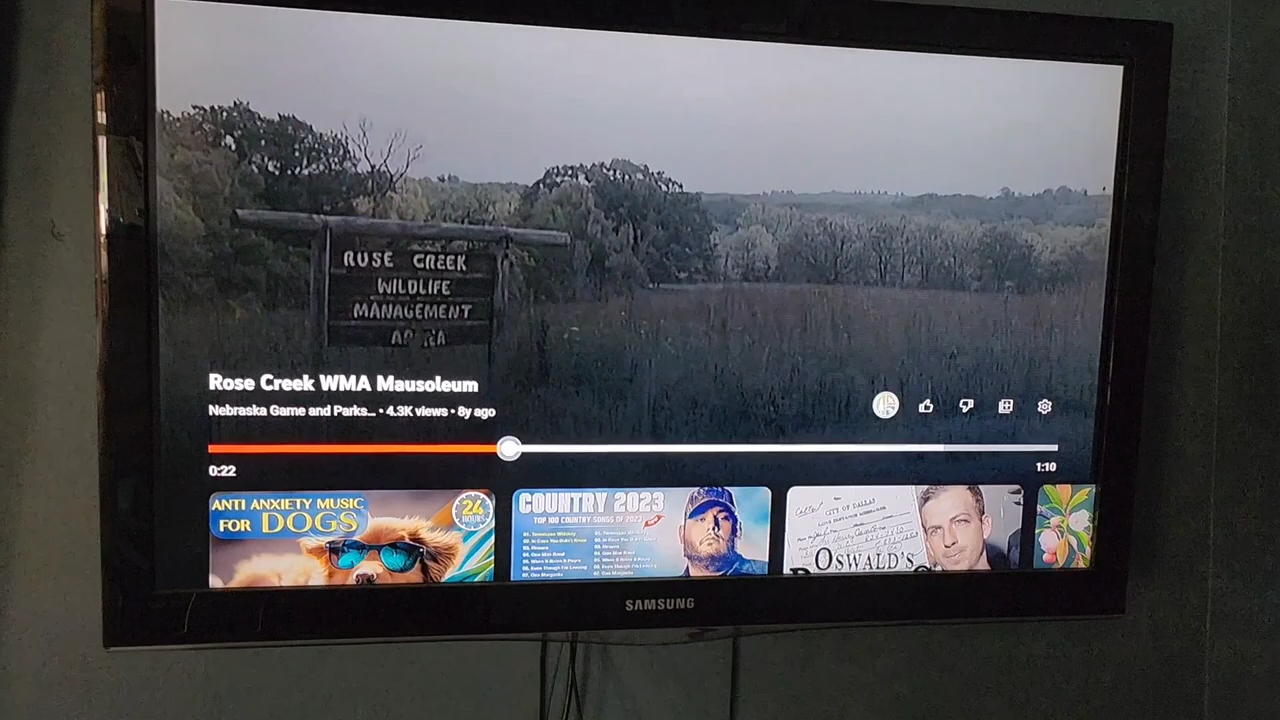 ROSE CREEK
WILDLIFE
MANAGEMENT
Rose Creek WMA Mausoleum
Nebraska Game and Parks... • 4.3K views • 8y ago
0:22
1:10
ANTI ANXIETY MUSIC
FOR DOGS
24
HOURS
COUNTRY 2023
TOP 100 COUNTRY SONGS OF 2023
CITY OF DALLAS
OSWALD'S
SAMSUNG